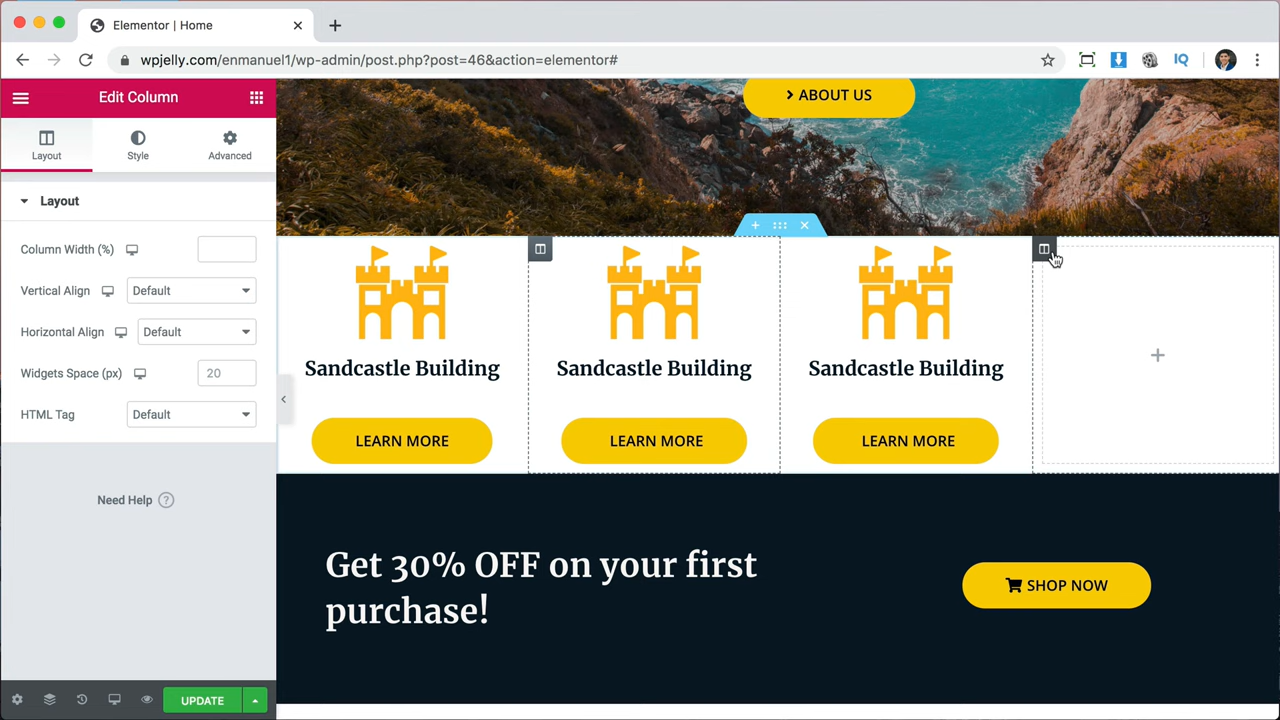 Elementor | Home
wpjelly.com/enmanuel1/wp-admin/post.php?post=46&action=elementor#
IQ
Edit Column
Layout
Style
Advanced
Layout
Column Width (%)
Vertical Align
Default
Horizontal Align
Default
Widgets Space (px)
20
HTML Tag
Default
Need Help ?
UPDATE
> ABOUT US
Sandcastle Building
Sandcastle Building
Sandcastle Building
LEARN MORE
LEARN MORE
LEARN MORE
Get 30% OFF on your first
purchase!
SHOP NOW